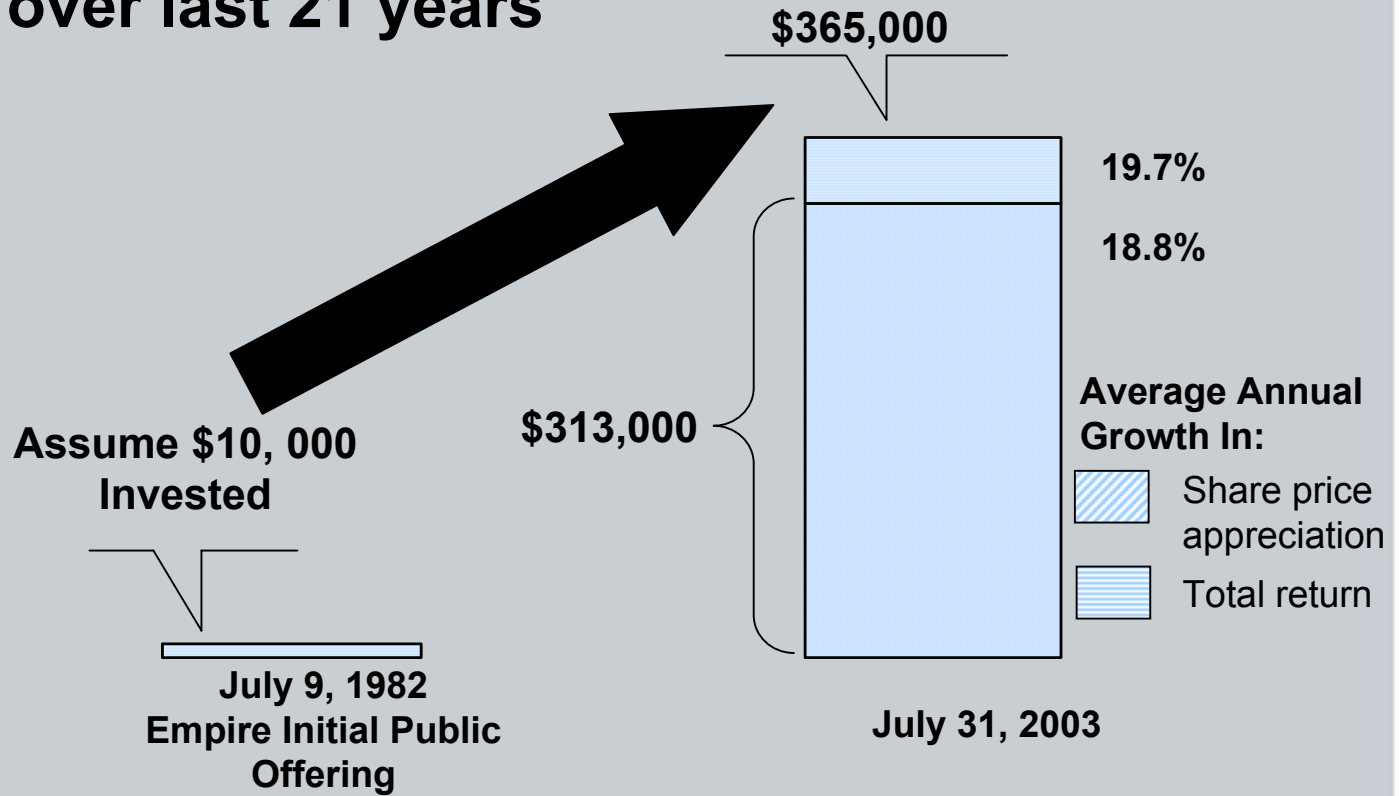 over last 21 years
$365,000
19.7%
18.8%
$313,000
Assume $10, 000
Invested
Average Annual
Growth In:
Share price
appreciation
Total return
July 9, 1982
Empire Initial Public
Offering
July 31, 2003